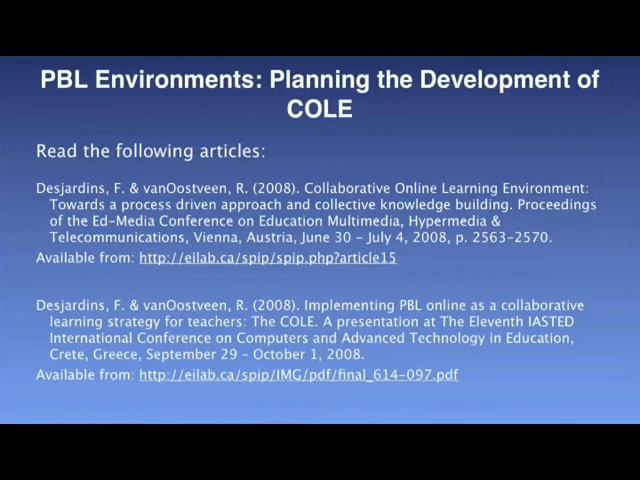 PBL Environments: Planning the Development of
COLE
Read the following articles:
Desjardins, F. & vanOostveen, R. (2008). Collaborative Online Learning Environment:
Towards a process driven approach and collective knowledge building. Proceedings
of the Ed-Media Conference on Education Multimedia, Hypermedia &
Telecommunications, Vienna, Austria, June 30 – July 4, 2008, p. 2563-2570.
Available from: http://eilab.ca/spip/spip.php?article15
Desjardins, F. & vanOostveen, R. (2008). Implementing PBL online as a collaborative
learning strategy for teachers: The COLE. A presentation at The Eleventh IASTED
International Conference on Computers and Advanced Technology in Education,
Crete, Greece, September 29 – October 1, 2008.
Available from: http://eilab.ca/spip/IMG/pdf/final_614-097.pdf